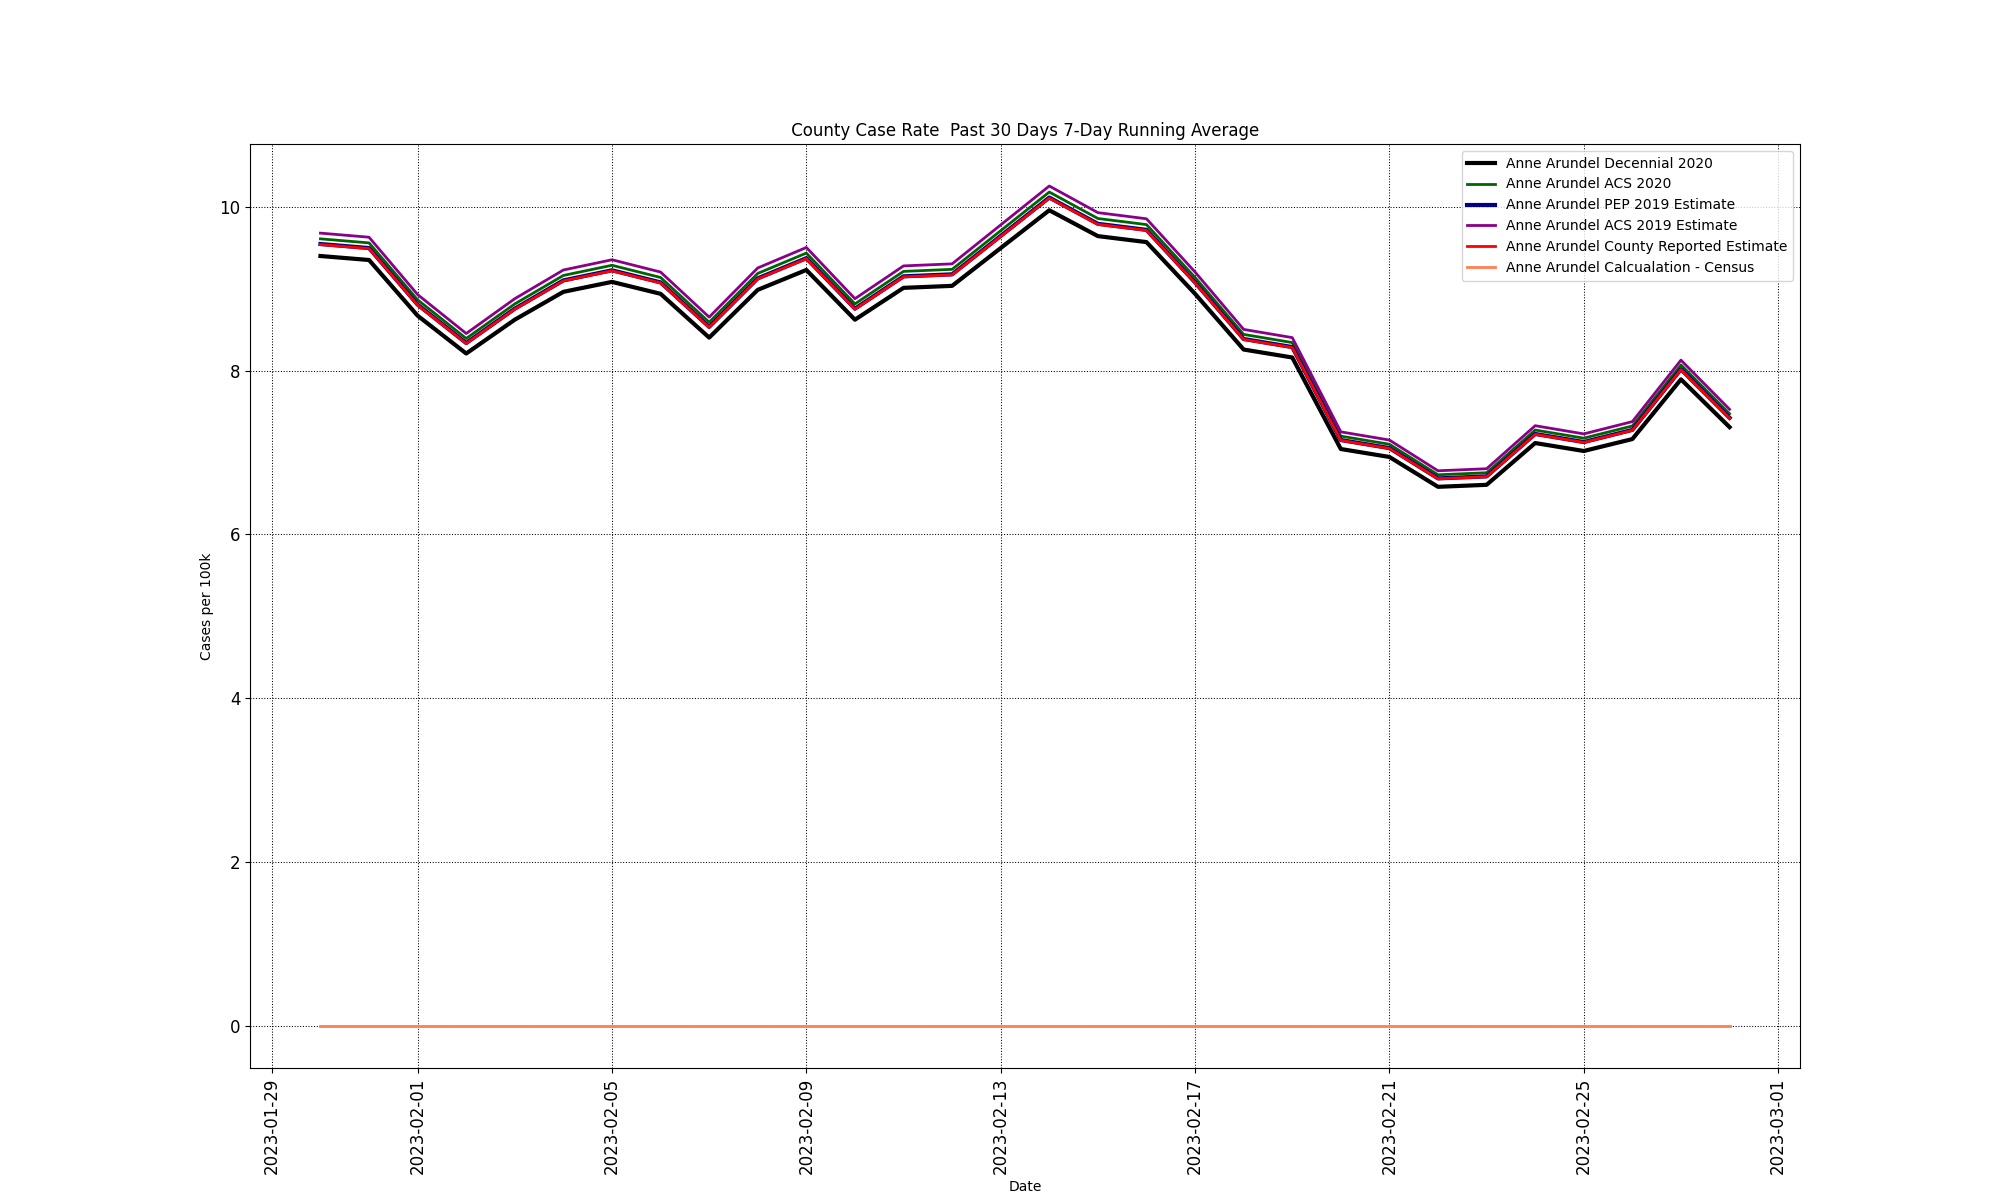 County Case Rate  Past 30 Days 7-Day Running Average
Anne Arundel Decennial 2020
Anne Arundel ACS 2020
Anne Arundel PEP 2019 Estimate
Anne Arundel ACS 2019 Estimate
Anne Arundel County Reported Estimate
Anne Arundel Calcualation - Census
10
8
6
4
2
0
Cases per 100k
2023-01-29
2023-02-01
2023-02-05
2023-02-09
2023-02-13
2023-02-17
2023-02-21
2023-02-25
2023-03-01
Date